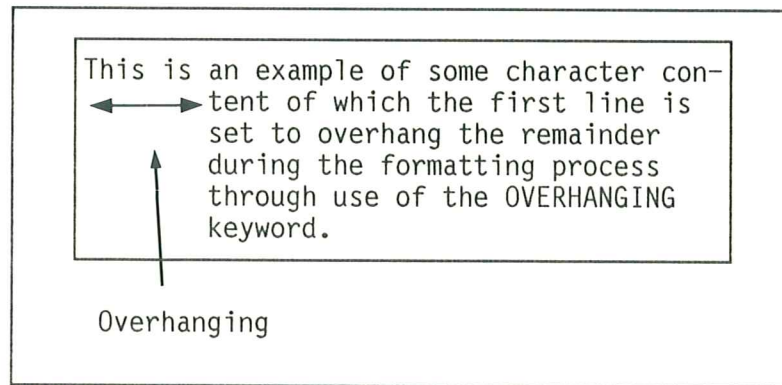 This is an example of some character con-
tent of which the first line is
set to overhang the remainder
during the formatting process
through use of the OVERHANGING
keyword.
Overhanging